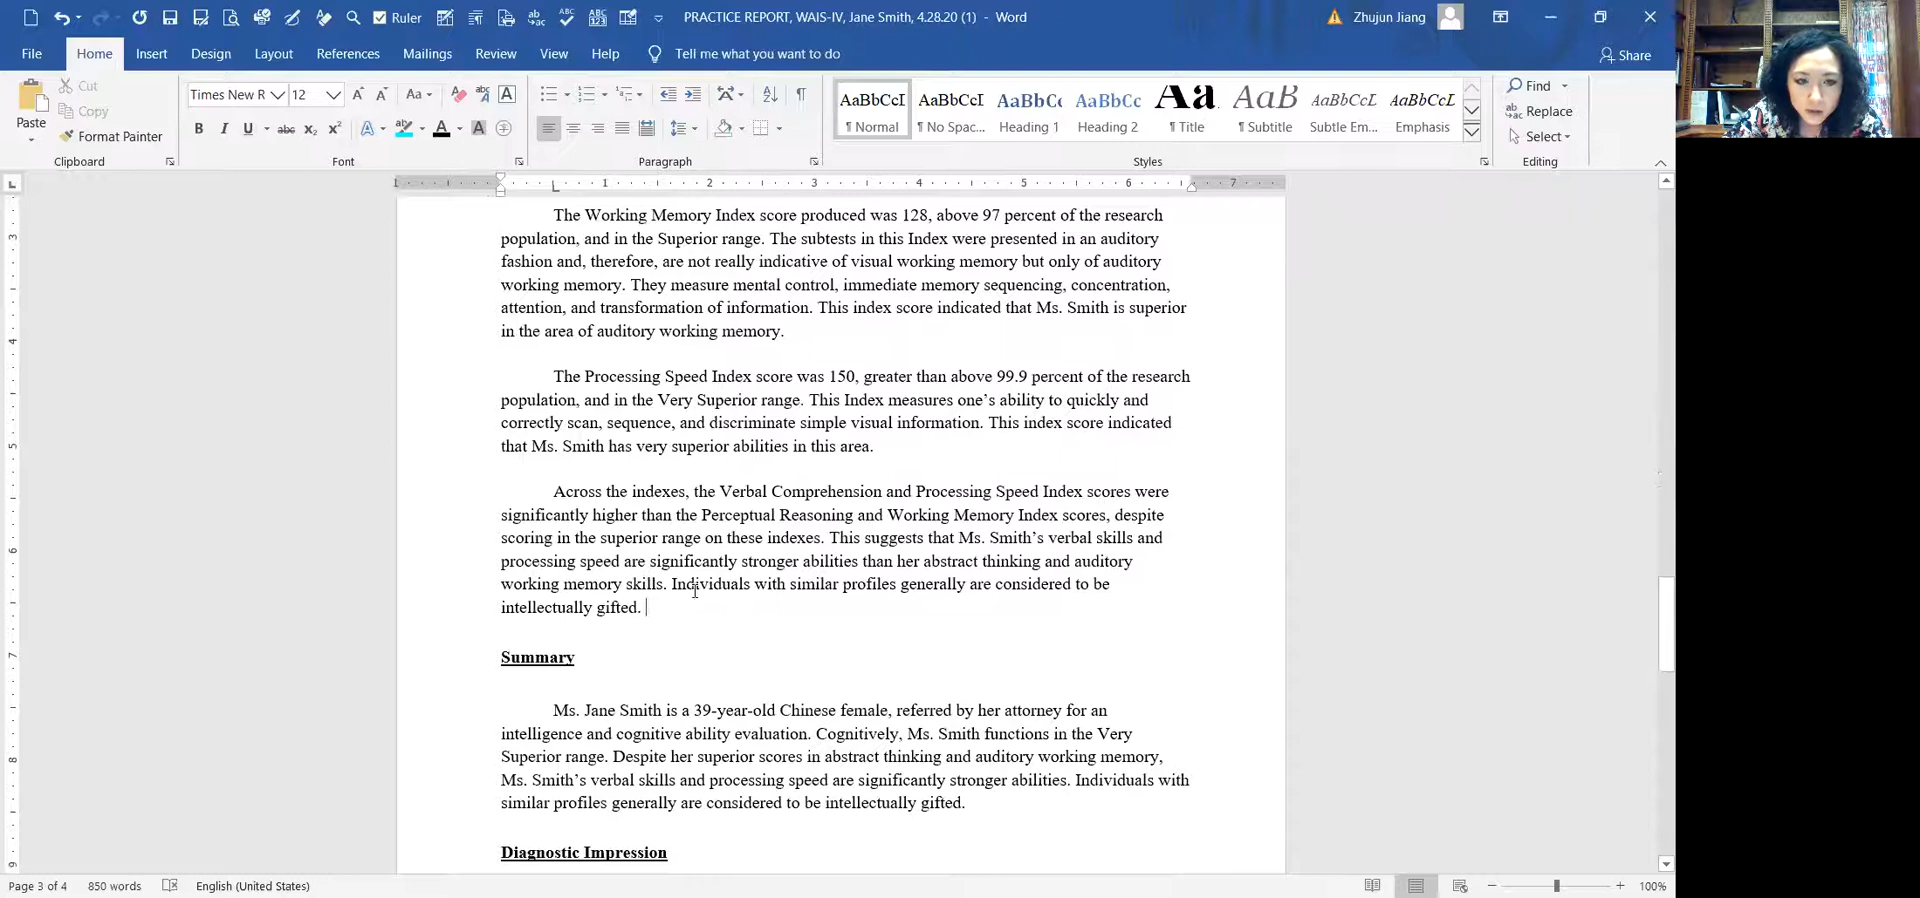 Ruler
PRACTICE REPORT, WAIS-IV, Jane Smith, 4.28.20 (1) - Word
Zhujun Jiang
File Home Insert Design Layout References Mailings Review View Help Tell me what you want to do Share
Paste
Cut
Copy
Format Painter
Clipboard
Times New R 12
Font
Paragraph
AaBbCcI AaBbCcI AaBbCc AaBbCc AaB AaBbCcL AaBbCcL
¶ Normal ¶ No Spac... Heading 1 Heading 2 ¶ Title ¶ Subtitle Subtle Em... Emphasis
Styles
Find
Replace
Select
Editing
1 1 2 3 4 5 6 7
The Working Memory Index score produced was 128, above 97 percent of the research
population, and in the Superior range. The subtests in this Index were presented in an auditory
fashion and, therefore, are not really indicative of visual working memory but only of auditory
working memory. They measure mental control, immediate memory sequencing, concentration,
attention, and transformation of information. This index score indicated that Ms. Smith is superior
in the area of auditory working memory.
The Processing Speed Index score was 150, greater than above 99.9 percent of the research
population, and in the Very Superior range. This Index measures one’s ability to quickly and
correctly scan, sequence, and discriminate simple visual information. This index score indicated
that Ms. Smith has very superior abilities in this area.
Across the indexes, the Verbal Comprehension and Processing Speed Index scores were
significantly higher than the Perceptual Reasoning and Working Memory Index scores, despite
scoring in the superior range on these indexes. This suggests that Ms. Smith’s verbal skills and
processing speed are significantly stronger abilities than her abstract thinking and auditory
working memory skills. Individuals with similar profiles generally are considered to be
intellectually gifted.
Summary
Ms. Jane Smith is a 39-year-old Chinese female, referred by her attorney for an
intelligence and cognitive ability evaluation. Cognitively, Ms. Smith functions in the Very
Superior range. Despite her superior scores in abstract thinking and auditory working memory,
Ms. Smith’s verbal skills and processing speed are significantly stronger abilities. Individuals with
similar profiles generally are considered to be intellectually gifted.
Diagnostic Impression
Page 3 of 4 850 words English (United States) 100%